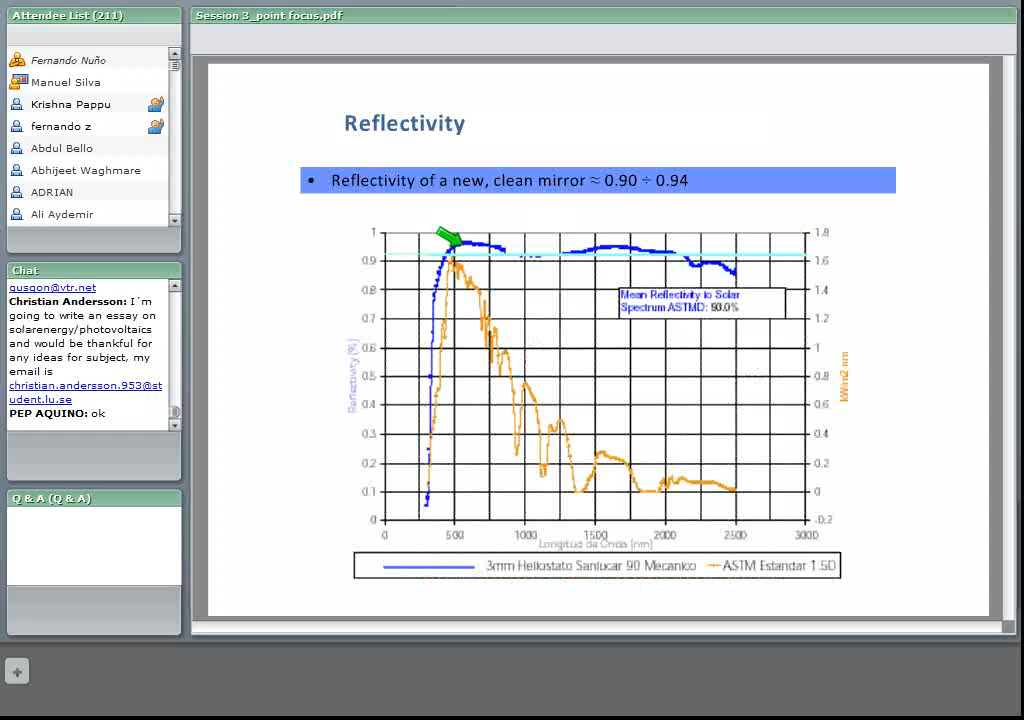 Attendee List (211)
Fernando Nuño
Manuel Silva
Krishna Pappu
fernando z
Abdul Bello
Abhijeet Waghmare
ADRIAN
Ali Aydemir
Chat
gusgon@vtr.net
Christian Andersson: I´m
going to write an essay on
solarenergy/photovoltaics
and would be thankful for
any ideas for subject, my
email is
christian.andersson.953@st
udent.lu.se
PEP AQUINO: ok
Q & A (Q & A)
Session 3_point focus.pdf
Reflectivity
• Reflectivity of a new, clean mirror ≈ 0.90 ÷ 0.94
1
0.9
0.8
0.7
0.6
0.5
0.4
0.3
0.2
0.1
0
Reflectivity [%]
Mean Reflectivity to Solar
Spectrum ASTMD: 90.0%
1.8
1.6
1.4
1.2
1
0.8
0.6
0.4
0.2
0
-0.2
kW/m2 nm
0 500 1000 1500 2000 2500 3000
Longitud de Onda [nm]
3mm Heliostato Sanlucar 90 Mecanico ASTM Estandar 1.5D